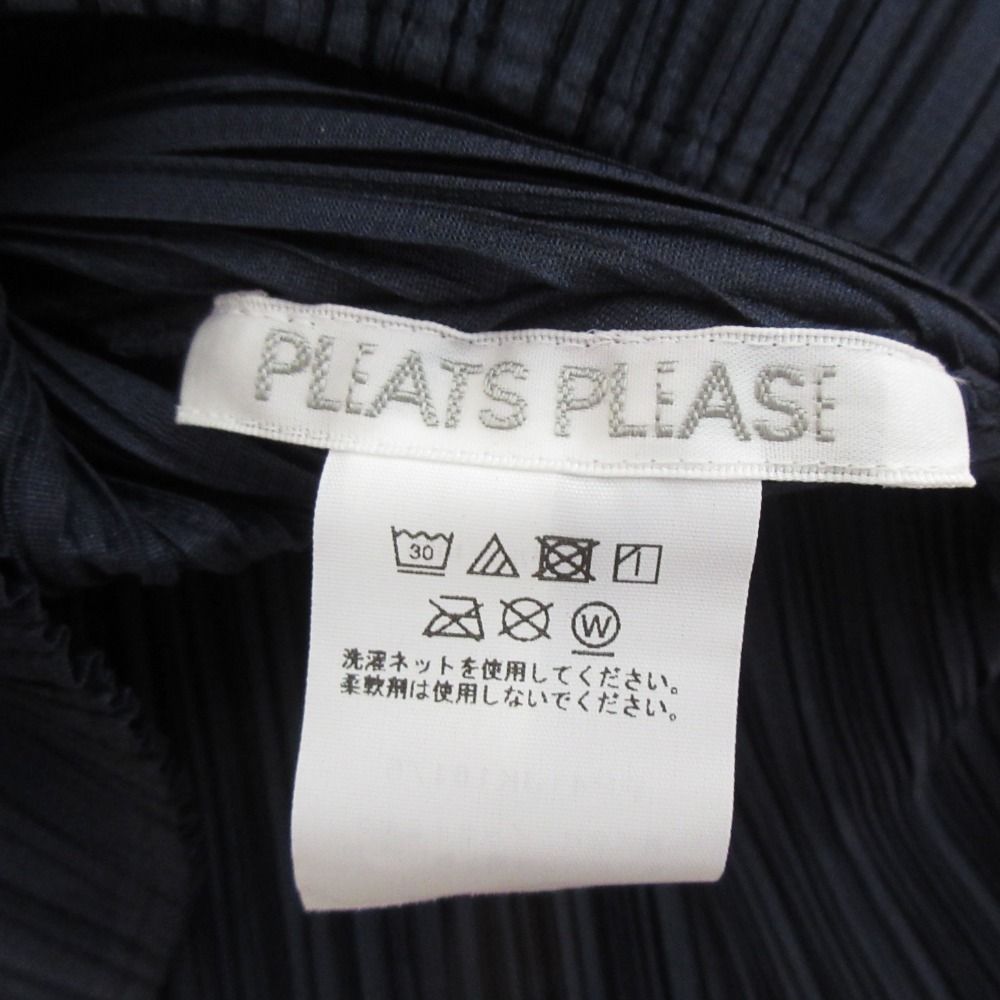 PLEATS PLEASE
30
W
洗濯ネットを使用してください。
柔軟剤は使用しないでください。